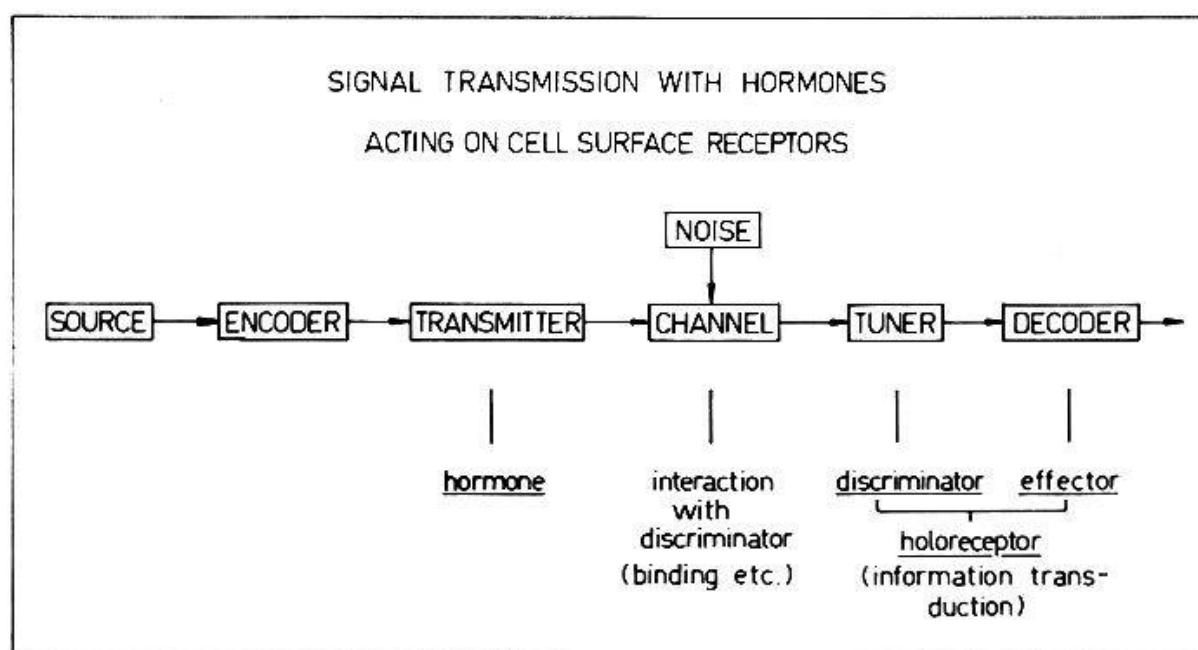 SIGNAL TRANSMISSION WITH HORMONES
ACTING ON CELL SURFACE RECEPTORS
NOISE
SOURCE ENCODER TRANSMITTER CHANNEL TUNER DECODER
hormone interaction discriminator effector
with
discriminator holoreceptor
(binding etc.) (information trans-
duction)